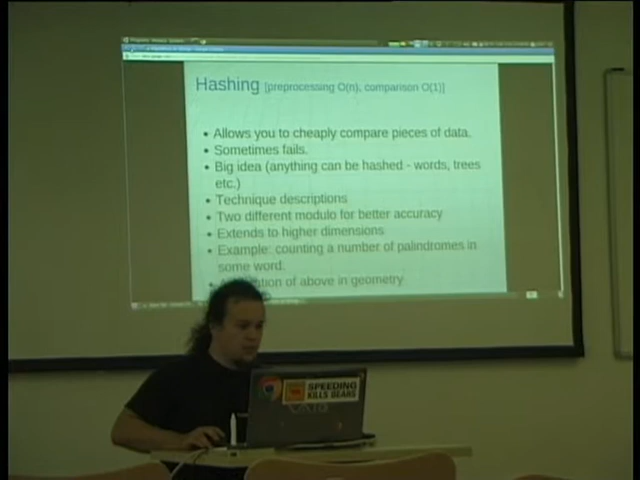 Hashing [preprocessing O(n), comparison O(1)]
• Allows you to cheaply compare pieces of data.
• Sometimes fails.
• Big idea (anything can be hashed - words, trees
etc.)
• Technique descriptions
• Two different modulo for better accuracy
• Extends to higher dimensions
• Example: counting a number of palindromes in
some word.
of above in geometry
SPEEDING
KILLS BEARS
VAIO